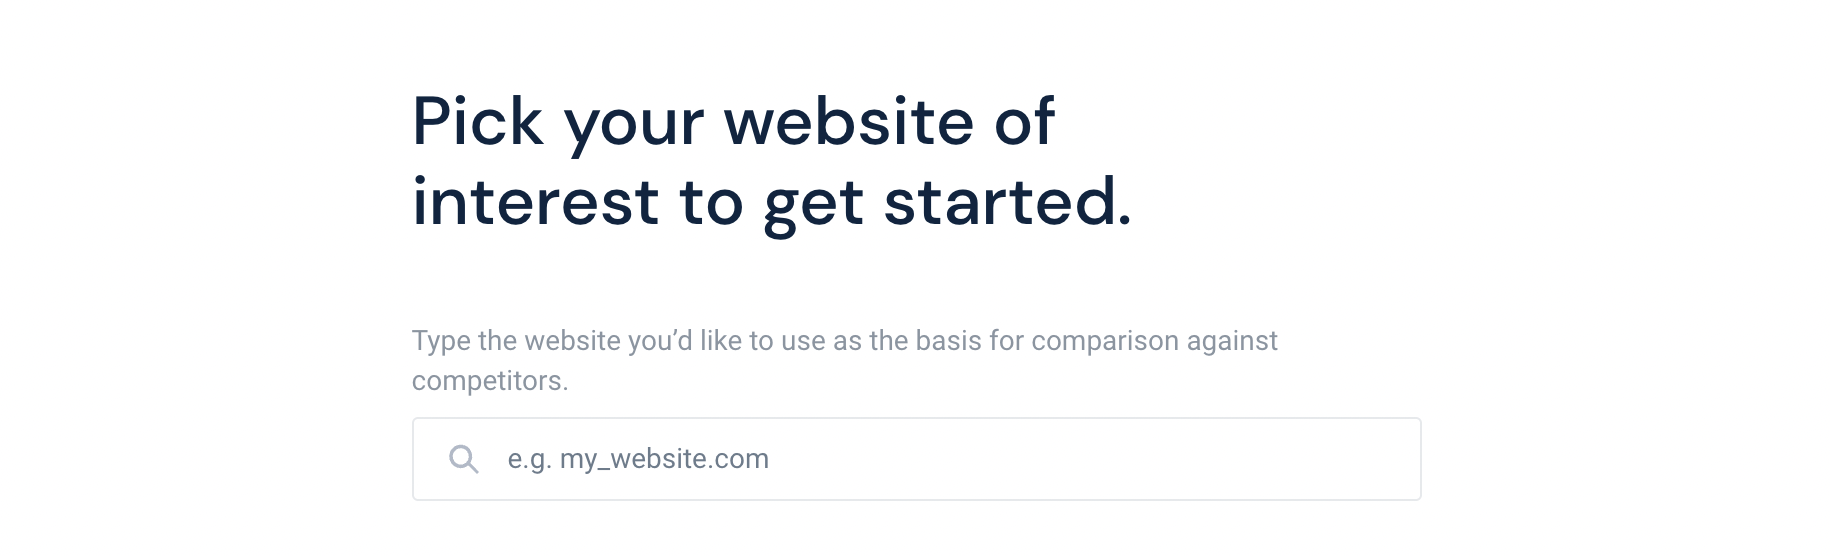 Pick your website of
interest to get started.
Type the website you’d like to use as the basis for comparison against
competitors.
e.g. my_website.com